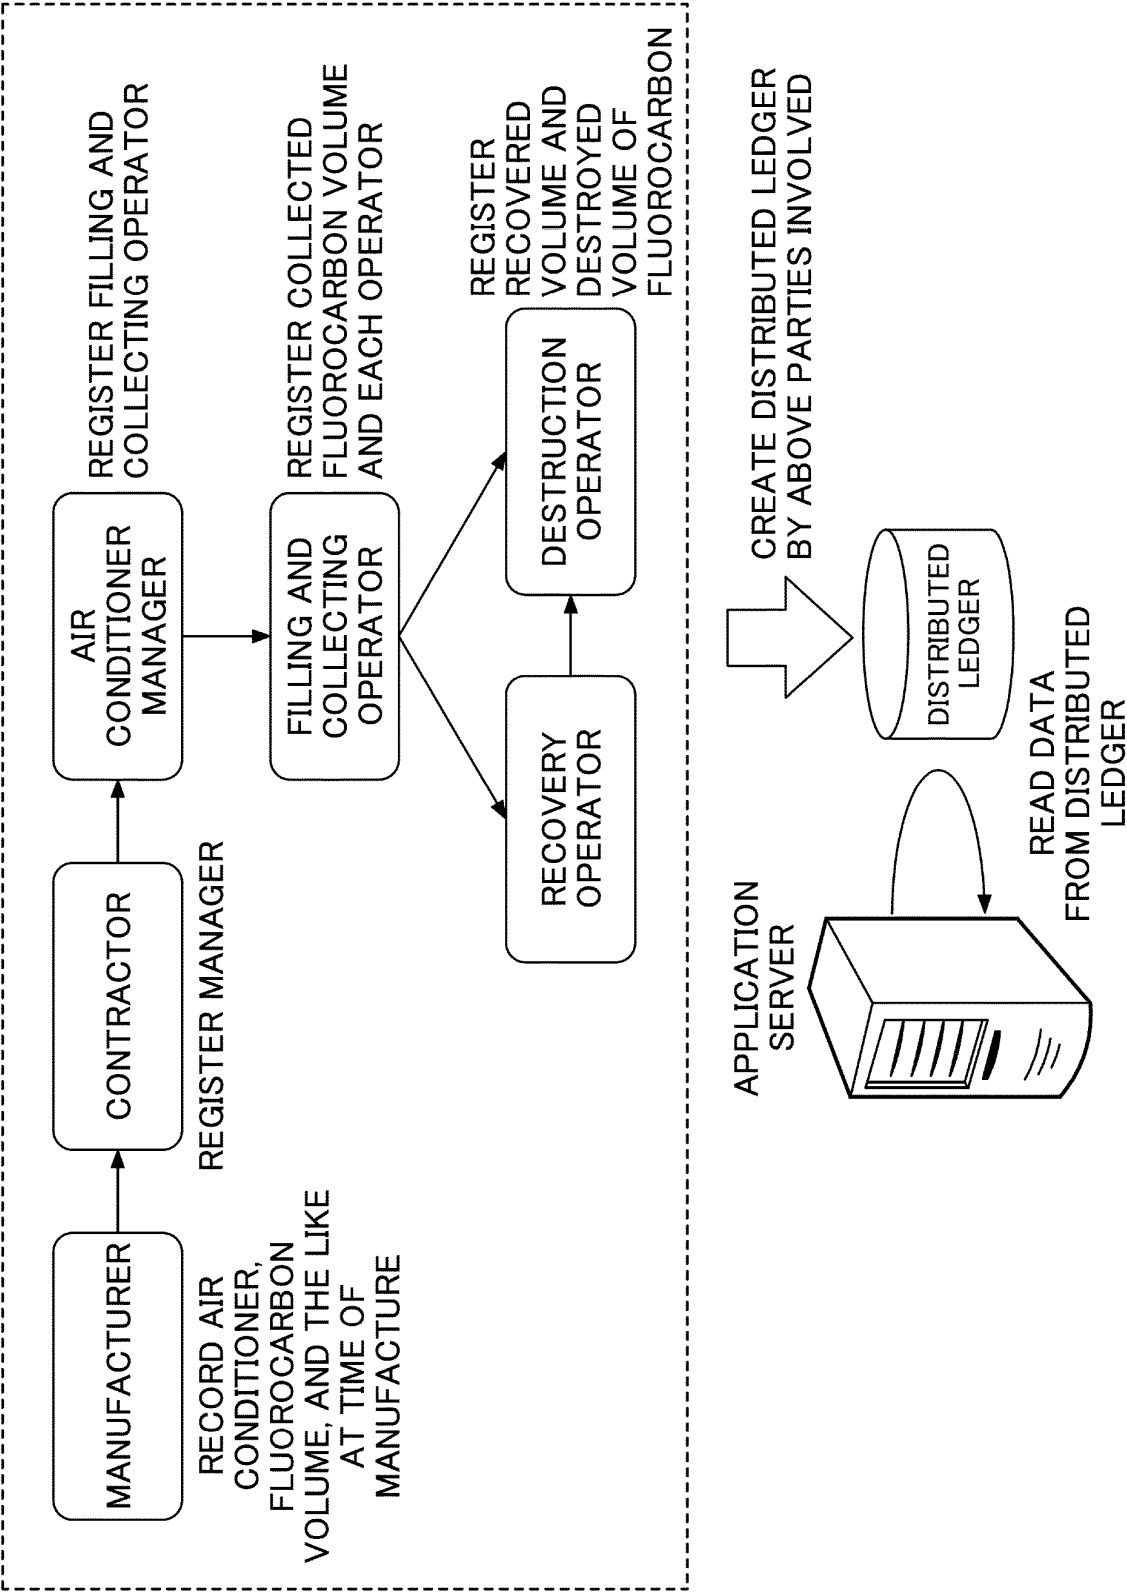 MANUFACTURER
RECORD AIR
CONDITIONER,
FLUOROCARBON
VOLUME, AND THE LIKE
AT TIME OF
MANUFACTURE
CONTRACTOR
REGISTER MANAGER
AIR
CONDITIONER
MANAGER
REGISTER FILLING AND
COLLECTING OPERATOR
FILLING AND
COLLECTING
OPERATOR
REGISTER COLLECTED
FLUOROCARBON VOLUME
AND EACH OPERATOR
RECOVERY
OPERATOR
DESTRUCTION
OPERATOR
REGISTER
RECOVERED
VOLUME AND
DESTROYED
VOLUME OF
FLUOROCARBON
CREATE DISTRIBUTED LEDGER
BY ABOVE PARTIES INVOLVED
APPLICATION
SERVER
DISTRIBUTED
LEDGER
READ DATA
FROM DISTRIBUTED
LEDGER